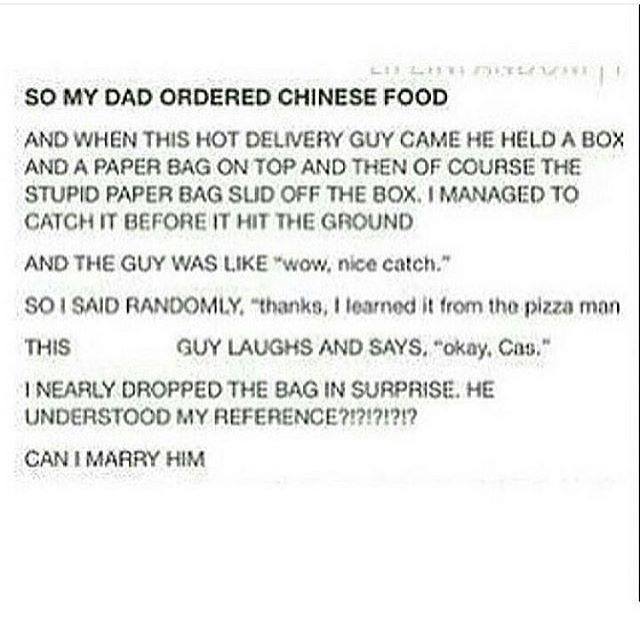 SO MY DAD ORDERED CHINESE FOOD
AND WHEN THIS HOT DELIVERY GUY CAME HE HELD A BOX
AND A PAPER BAG ON TOP AND THEN OF COURSE THE
STUPID PAPER BAG SLID OFF THE BOX. I MANAGED TO
CATCH IT BEFORE IT HIT THE GROUND
AND THE GUY WAS LIKE "wow, nice catch."
SO I SAID RANDOMLY, "thanks, I learned it from the pizza man
THIS GUY LAUGHS AND SAYS, "okay, Cas."
I NEARLY DROPPED THE BAG IN SURPRISE. HE
UNDERSTOOD MY REFERENCE?!?!?!?!?
CAN I MARRY HIM